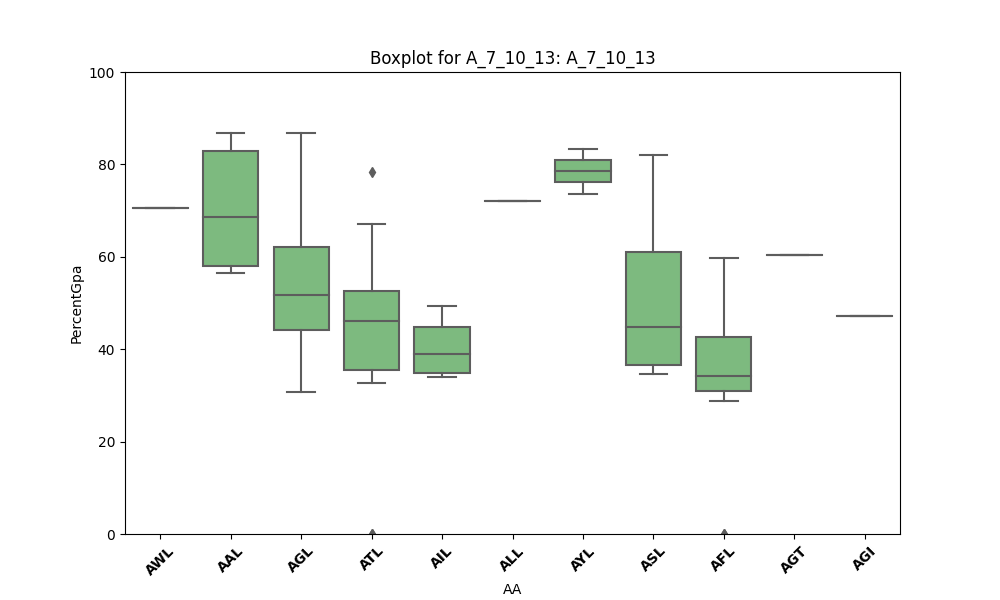 Boxplot for A_7_10_13: A_7_10_13
100
80
60
40
20
0
PercentGpa
AWL AAL AGL ATL AIL ALL AYL ASL AFL AGT AGI
AA